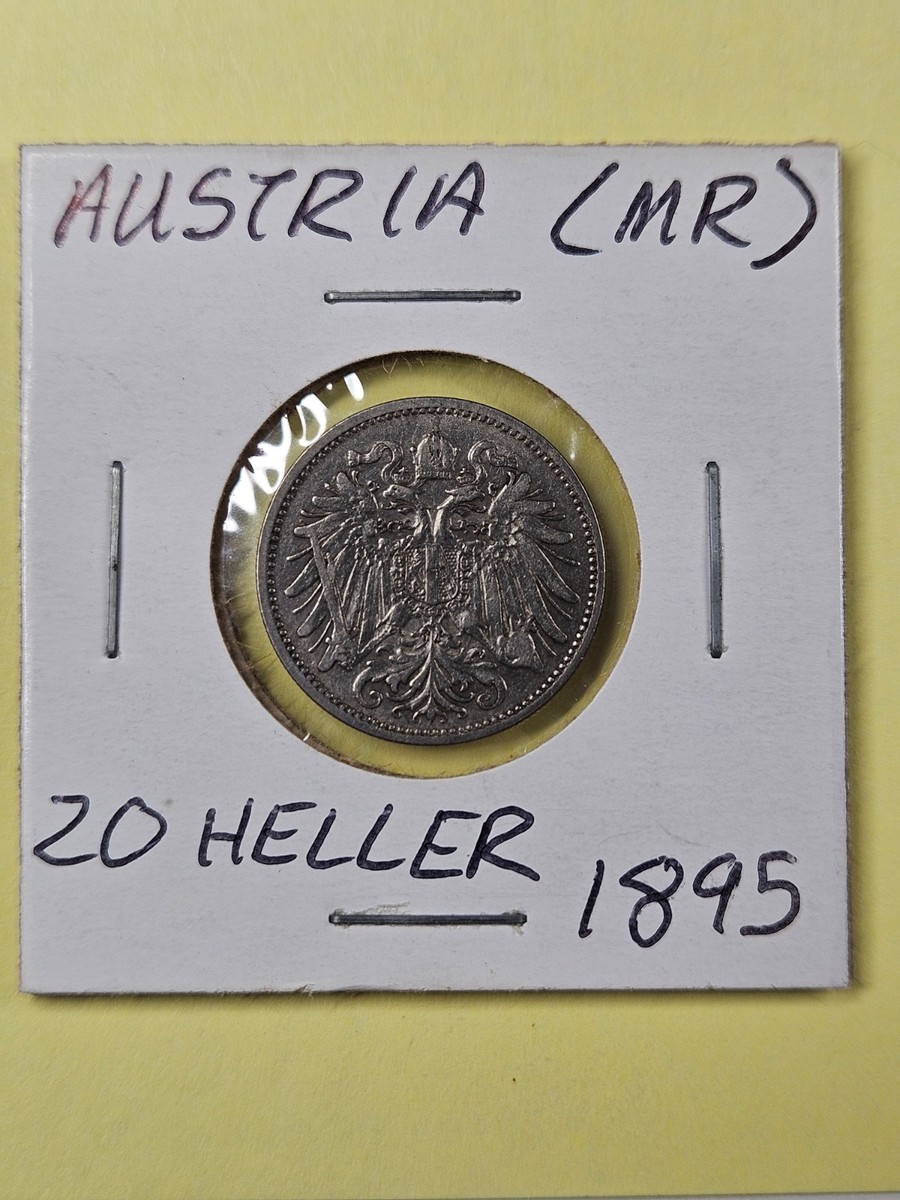 AUSTRIA (MR)
20 HELLER
1895